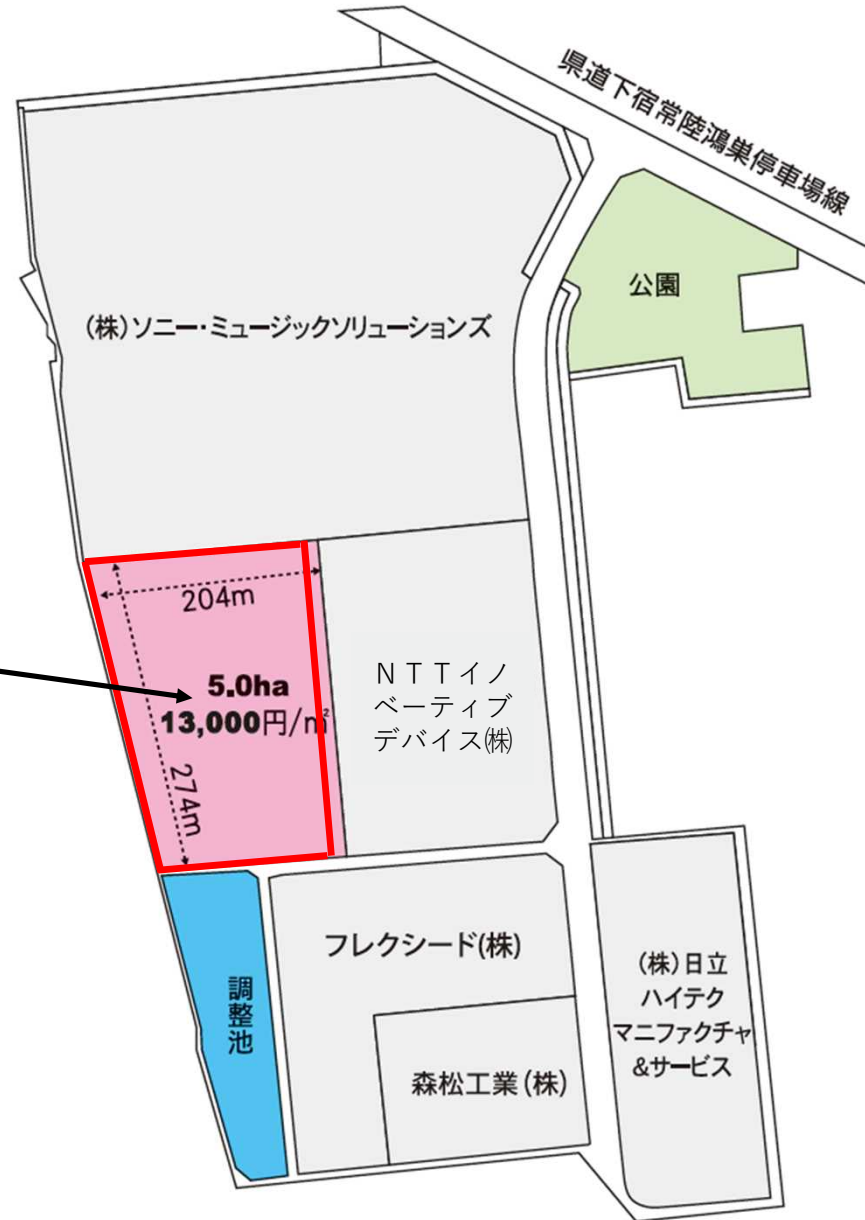 県道下宿常陸鴻巣停車場線
公園
(株)ソニー・ミュージックソリューションズ
204m
5.0ha
13,000円/㎡
274m
ＮＴＴイノ
ベーティブ
デバイス㈱
フレクシード(株)
(株)日立
ハイテク
マニファクチャ
&サービス
調整池
森松工業(株)